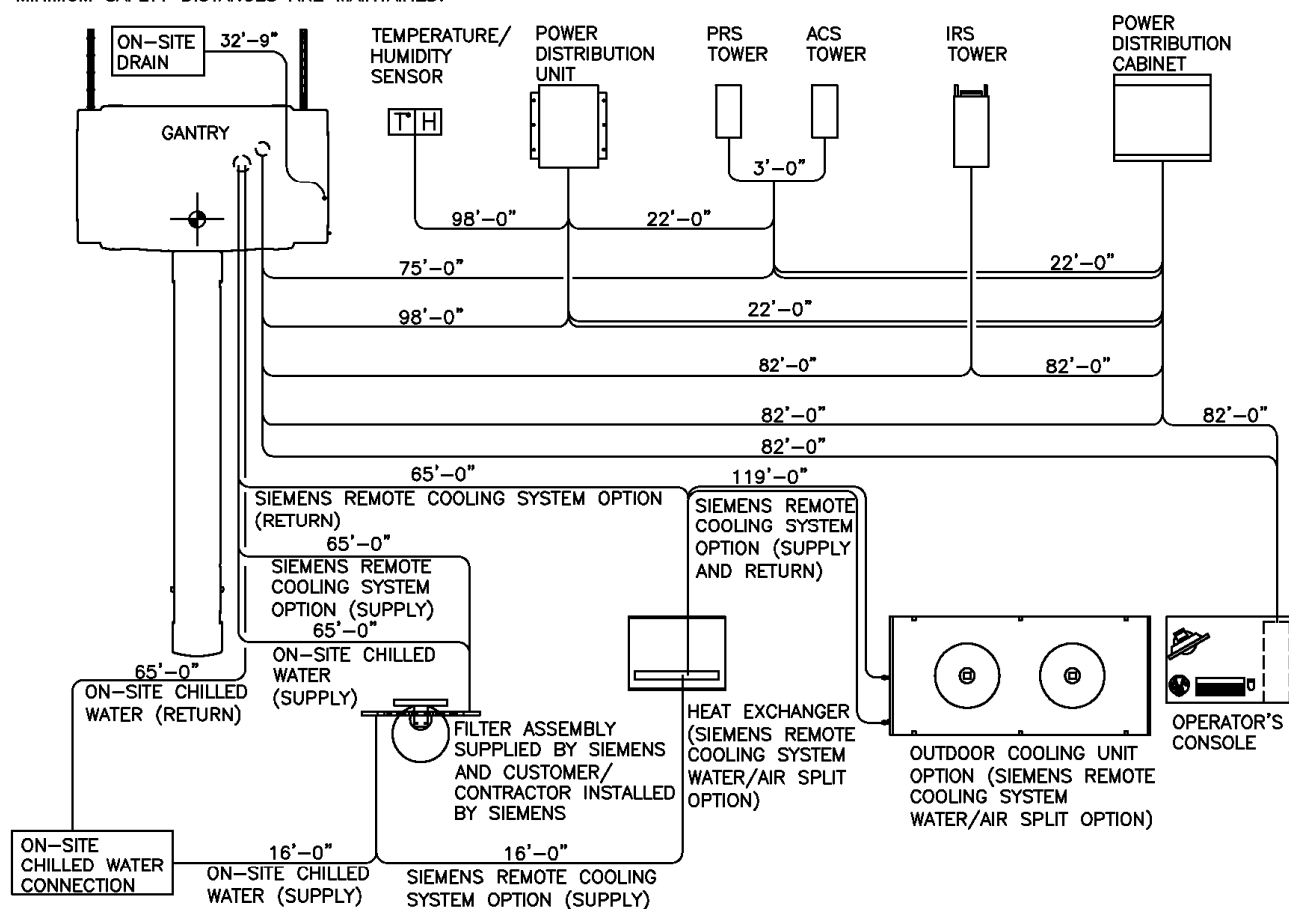 MINIMUM SAFETY DISTANCES ARE MAINTAINED.
ON-SITE
DRAIN
32'-9"
TEMPERATURE/
HUMIDITY
SENSOR
POWER
DISTRIBUTION
UNIT
PRS
TOWER
ACS
TOWER
IRS
TOWER
POWER
DISTRIBUTION
CABINET
GANTRY
T° H
3'-0"
98'-0"
22'-0"
75'-0"
22'-0"
98'-0"
22'-0"
82'-0"
82'-0"
82'-0"
82'-0"
82'-0"
65'-0"
SIEMENS REMOTE COOLING SYSTEM OPTION
(RETURN)
119'-0"
SIEMENS REMOTE
COOLING SYSTEM
OPTION (SUPPLY
AND RETURN)
65'-0"
SIEMENS REMOTE
COOLING SYSTEM
OPTION (SUPPLY)
65'-0"
ON-SITE CHILLED
WATER
(SUPPLY)
65'-0"
ON-SITE CHILLED
WATER (RETURN)
FILTER ASSEMBLY
SUPPLIED BY SIEMENS
AND CUSTOMER/
CONTRACTOR INSTALLED
BY SIEMENS
HEAT EXCHANGER
(SIEMENS REMOTE
COOLING SYSTEM
WATER/AIR SPLIT
OPTION)
OUTDOOR COOLING UNIT
OPTION (SIEMENS REMOTE
COOLING SYSTEM
WATER/AIR SPLIT OPTION)
OPERATOR'S
CONSOLE
ON-SITE
CHILLED WATER
CONNECTION
16'-0"
ON-SITE CHILLED
WATER (SUPPLY)
16'-0"
SIEMENS REMOTE COOLING
SYSTEM OPTION (SUPPLY)